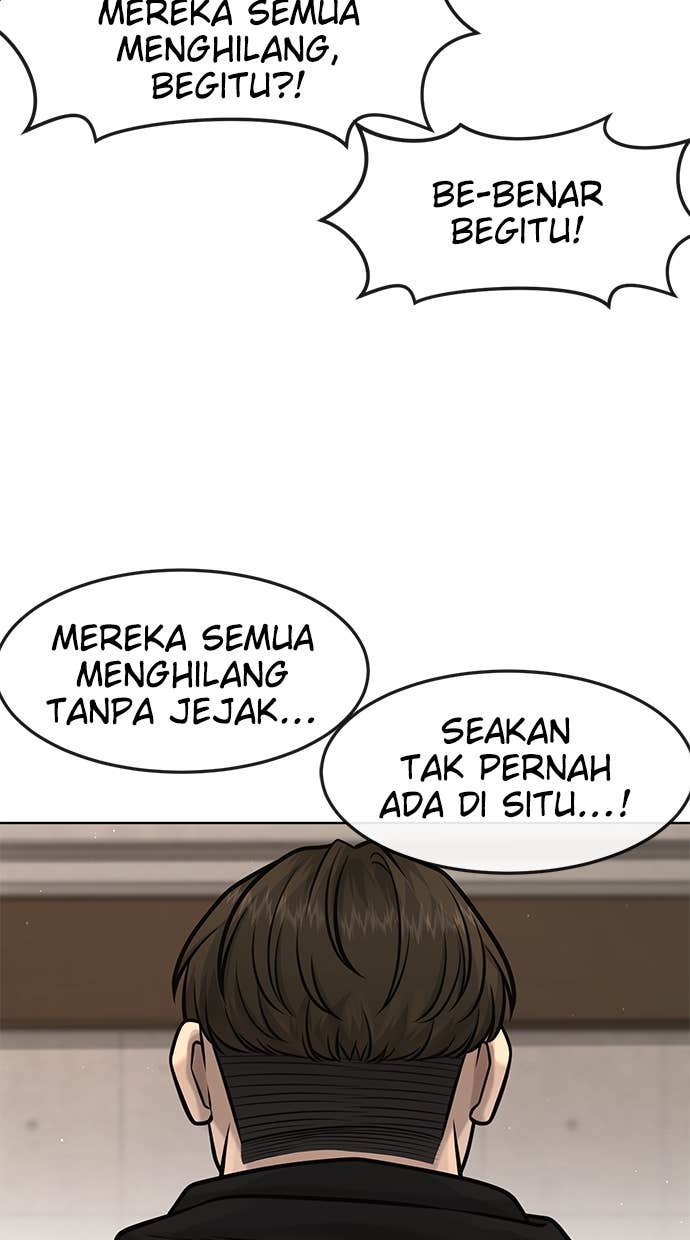 MEREKA SEMUA
MENGHILANG,
BEGITU?!
BE-BENAR
BEGITU!
MEREKA SEMUA
MENGHILANG
TANPA JEJAK...
SEAKAN
TAK PERNAH
ADA DI SITU...!